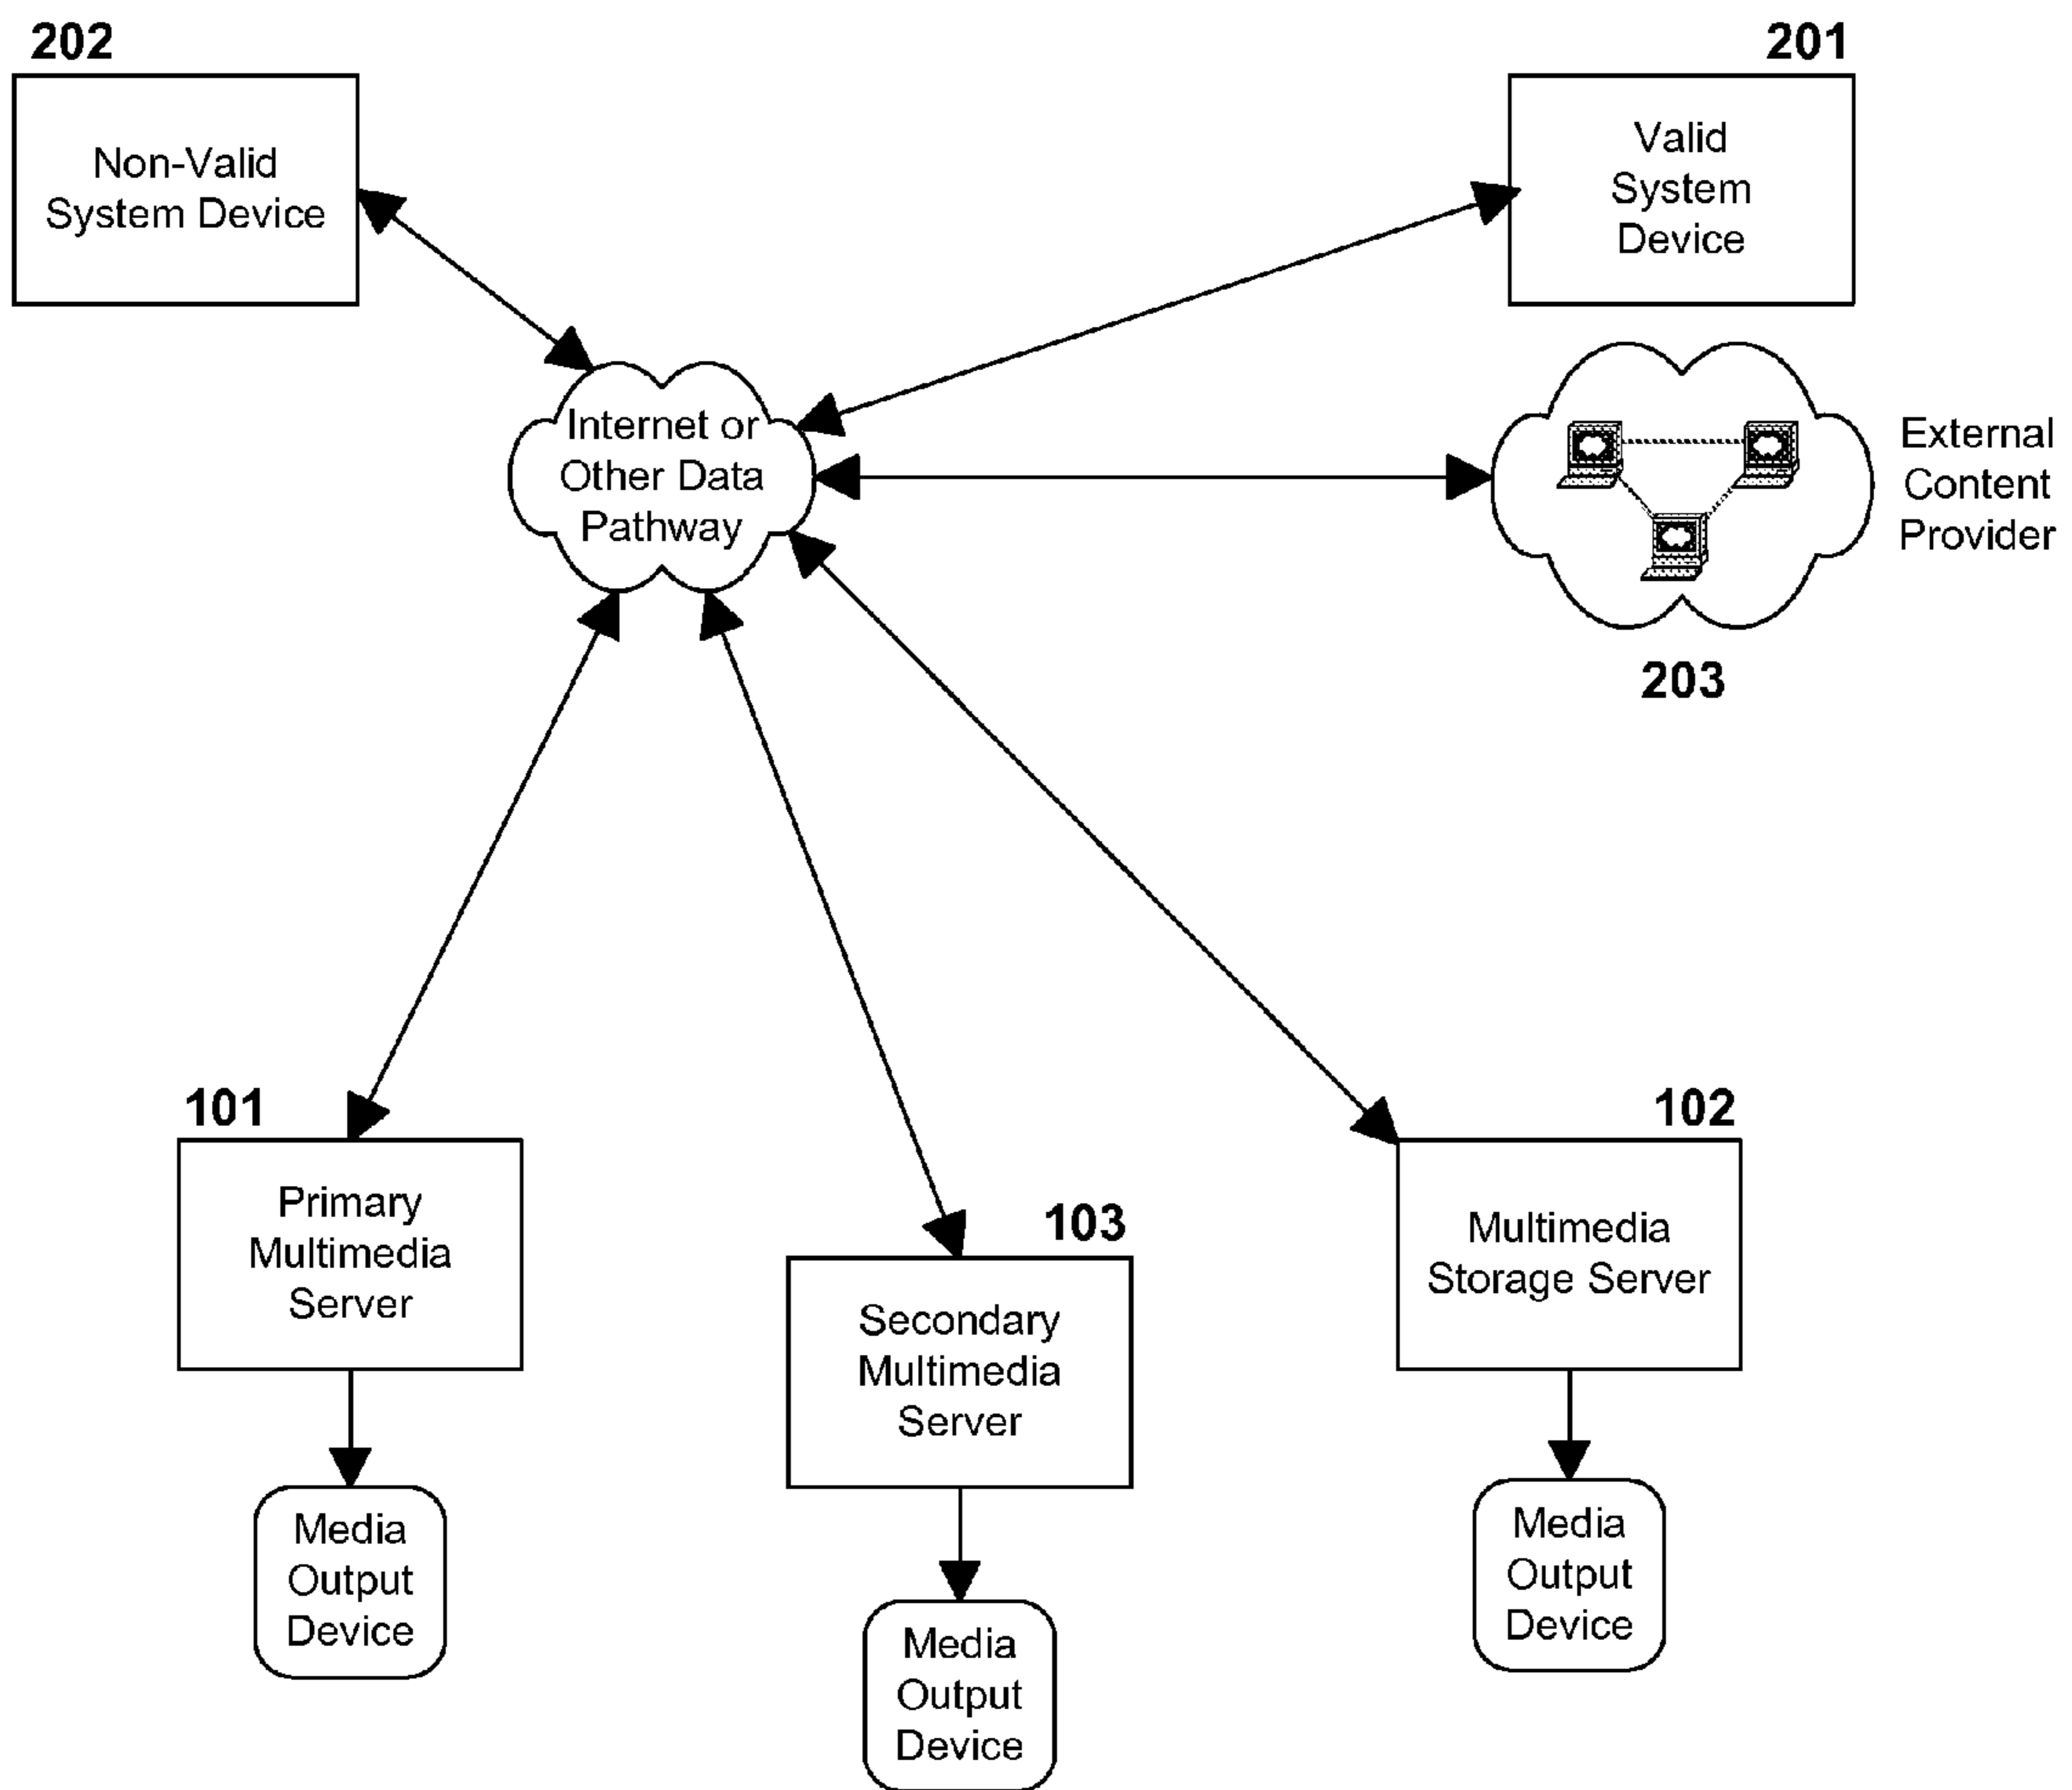 202
Non-Valid
System Device
201
Valid
System
Device
Internet or
Other Data
Pathway
External
Content
Provider
203
101
Primary
Multimedia
Server
103
Secondary
Multimedia
Server
102
Multimedia
Storage Server
Media
Output
Device
Media
Output
Device
Media
Output
Device